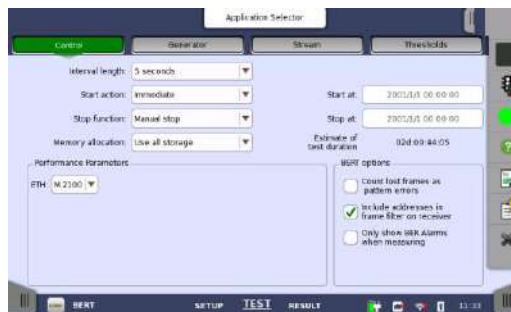 Application Selector
Control Generator Stream Thresholds
Interval length: 5 seconds
Start action: Immediate Start at: 2001/1/1 00:00:00
Stop function: Manual stop Stop at: 2001/1/1 00:00:00
Memory allocation: Use all storage Estimate of test duration 02d 00:44:05
Performance Parameters
ETH: M.2100
BERT options
Count lost frames as
pattern errors
Include addresses in
frame filter on receiver
Only show BER Alarms
when measuring
BERT SETUP TEST RESULT 11:33